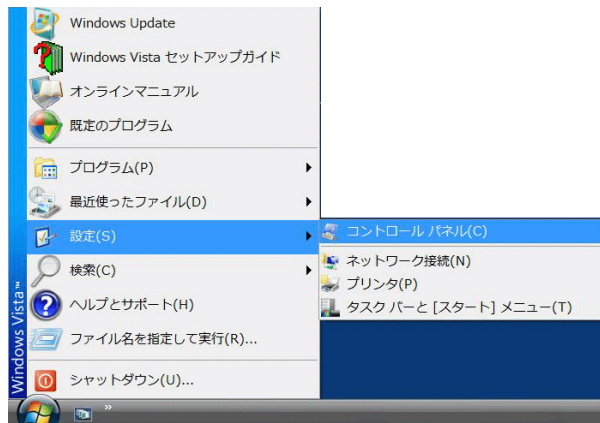 Windows Update
Windows Vista セットアップガイド
オンラインマニュアル
既定のプログラム
プログラム(P)
最近使ったファイル(D)
設定(S)
検索(C)
ヘルプとサポート(H)
ファイル名を指定して実行(R)...
シャットダウン(U)...
コントロール パネル(C)
ネットワーク接続(N)
プリンタ(P)
タスク バーと [スタート] メニュー(T)
Windows Vista™
»